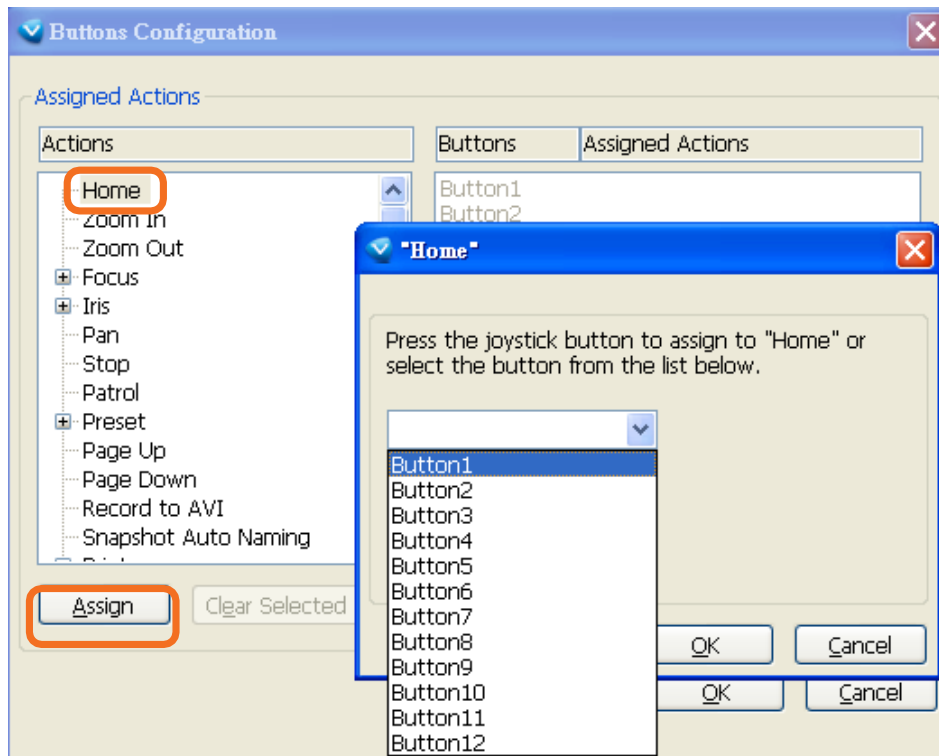 Buttons Configuration
Assigned Actions
Actions
Buttons
Assigned Actions
Home
Zoom In
Zoom Out
Focus
Iris
Pan
Stop
Patrol
Preset
Page Up
Page Down
Record to AVI
Snapshot Auto Naming
Button1
Button2
Assign
Clear Selected
"Home"
Press the joystick button to assign to "Home" or
select the button from the list below.
Button1
Button2
Button3
Button4
Button5
Button6
Button7
Button8
Button9
Button10
Button11
Button12
OK
Cancel
OK
Cancel